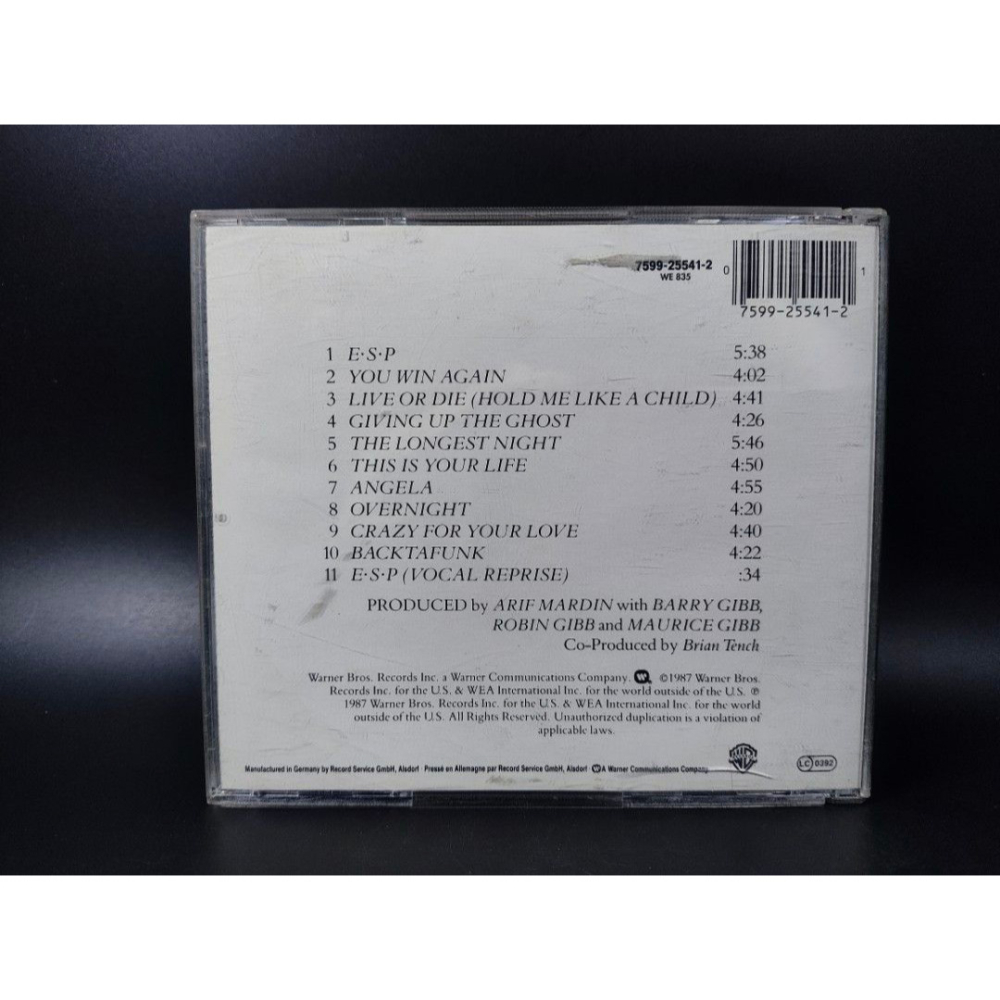 7599-25541-2
WE 835
0 1
7599-25541-2
1 E·S·P 5:38
2 YOU WIN AGAIN 4:02
3 LIVE OR DIE (HOLD ME LIKE A CHILD) 4:41
4 GIVING UP THE GHOST 4:26
5 THE LONGEST NIGHT 5:46
6 THIS IS YOUR LIFE 4:50
7 ANGELA 4:55
8 OVERNIGHT 4:20
9 CRAZY FOR YOUR LOVE 4:40
10 BACKTAFUNK 4:22
11 E·S·P (VOCAL REPRISE) :34
PRODUCED by ARIF MARDIN with BARRY GIBB,
ROBIN GIBB and MAURICE GIBB
Co-Produced by Brian Tench
Warner Bros. Records Inc. a Warner Communications Company. ©1987 Warner Bros.
Records Inc. for the U.S. & WEA International Inc. for the world outside of the U.S. ℗
1987 Warner Bros. Records Inc. for the U.S. & WEA International Inc. for the world
outside of the U.S. All Rights Reserved. Unauthorized duplication is a violation of
applicable laws.
Manufactured in Germany by Record Service GmbH, Alsdorf Pressé en Allemagne par Record Service GmbH, Alsdorf A Warner Communications Company
LC 0392